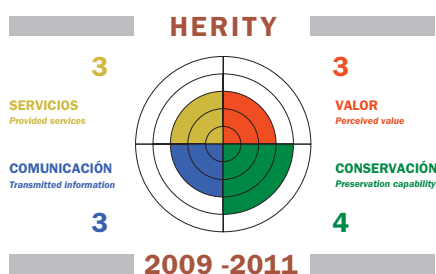 HERITY
3
3
SERVICIOS
Provided services
VALOR
Perceived value
COMUNICACIÓN
Transmitted information
CONSERVACIÓN
Preservation capability
3
4
2009 -2011